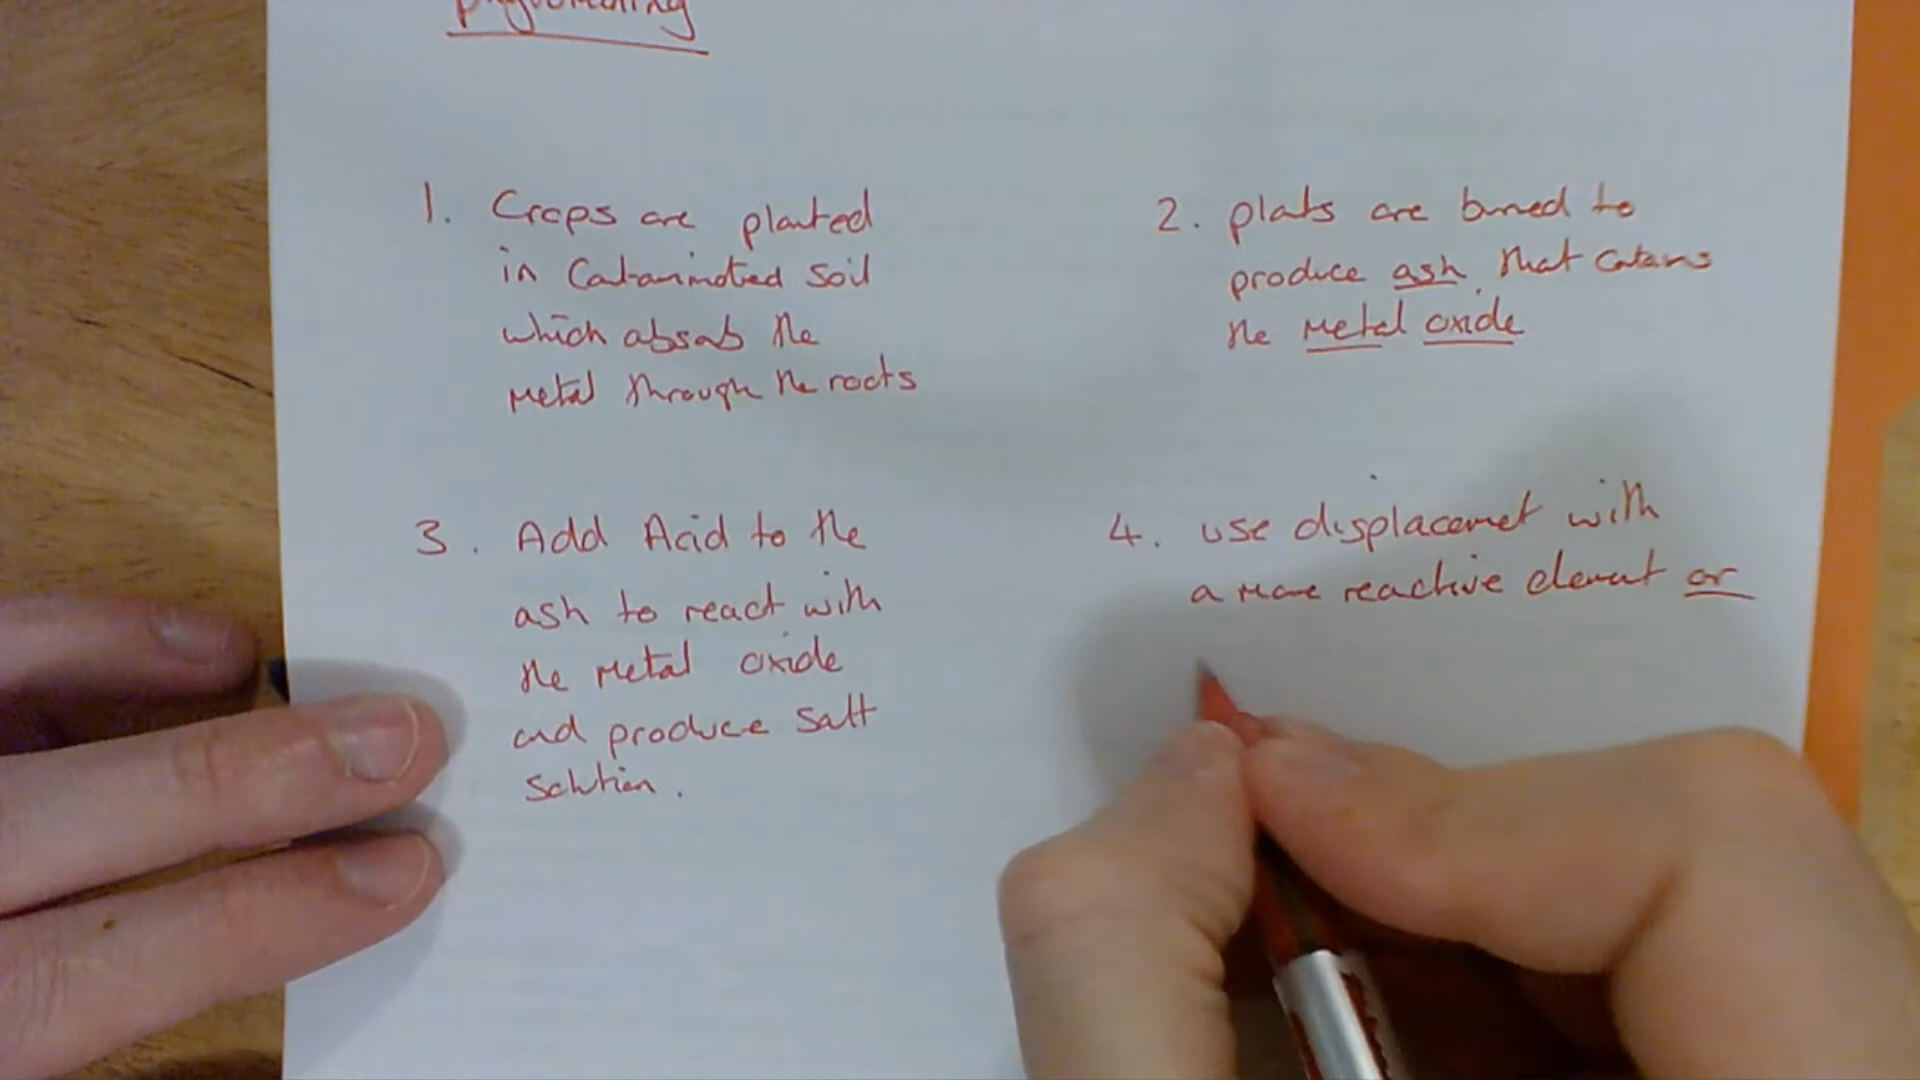 phytomining
1. Crops are planted
in Contaminated soil
which absorb the
metal through the roots
2. plants are burned to
produce ash that contains
the metal oxide
3. Add Acid to the
ash to react with
the metal oxide
and produce salt
solution.
4. use displacement with
a more reactive element or